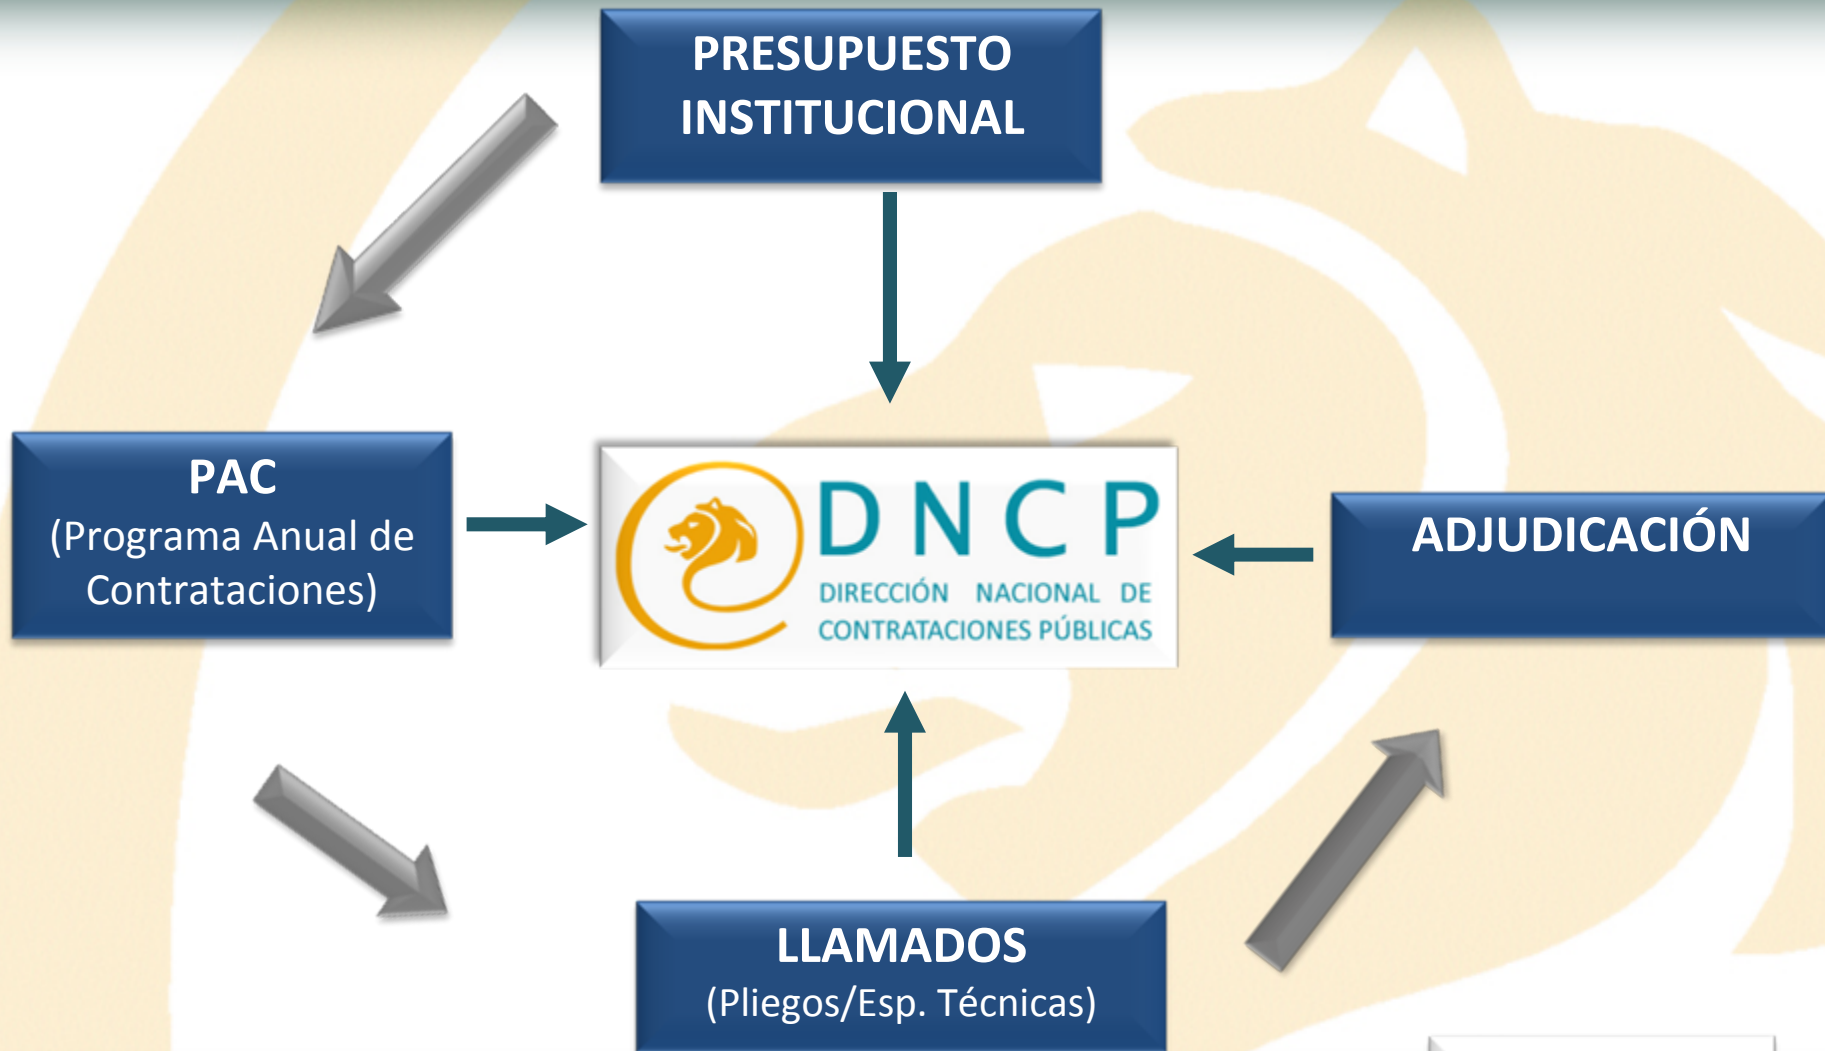 PRESUPUESTO
INSTITUCIONAL
PAC
(Programa Anual de
Contrataciones)
DNCP
DIRECCIÓN NACIONAL DE
CONTRATACIONES PÚBLICAS
ADJUDICACIÓN
LLAMADOS
(Pliegos/Esp. Técnicas)